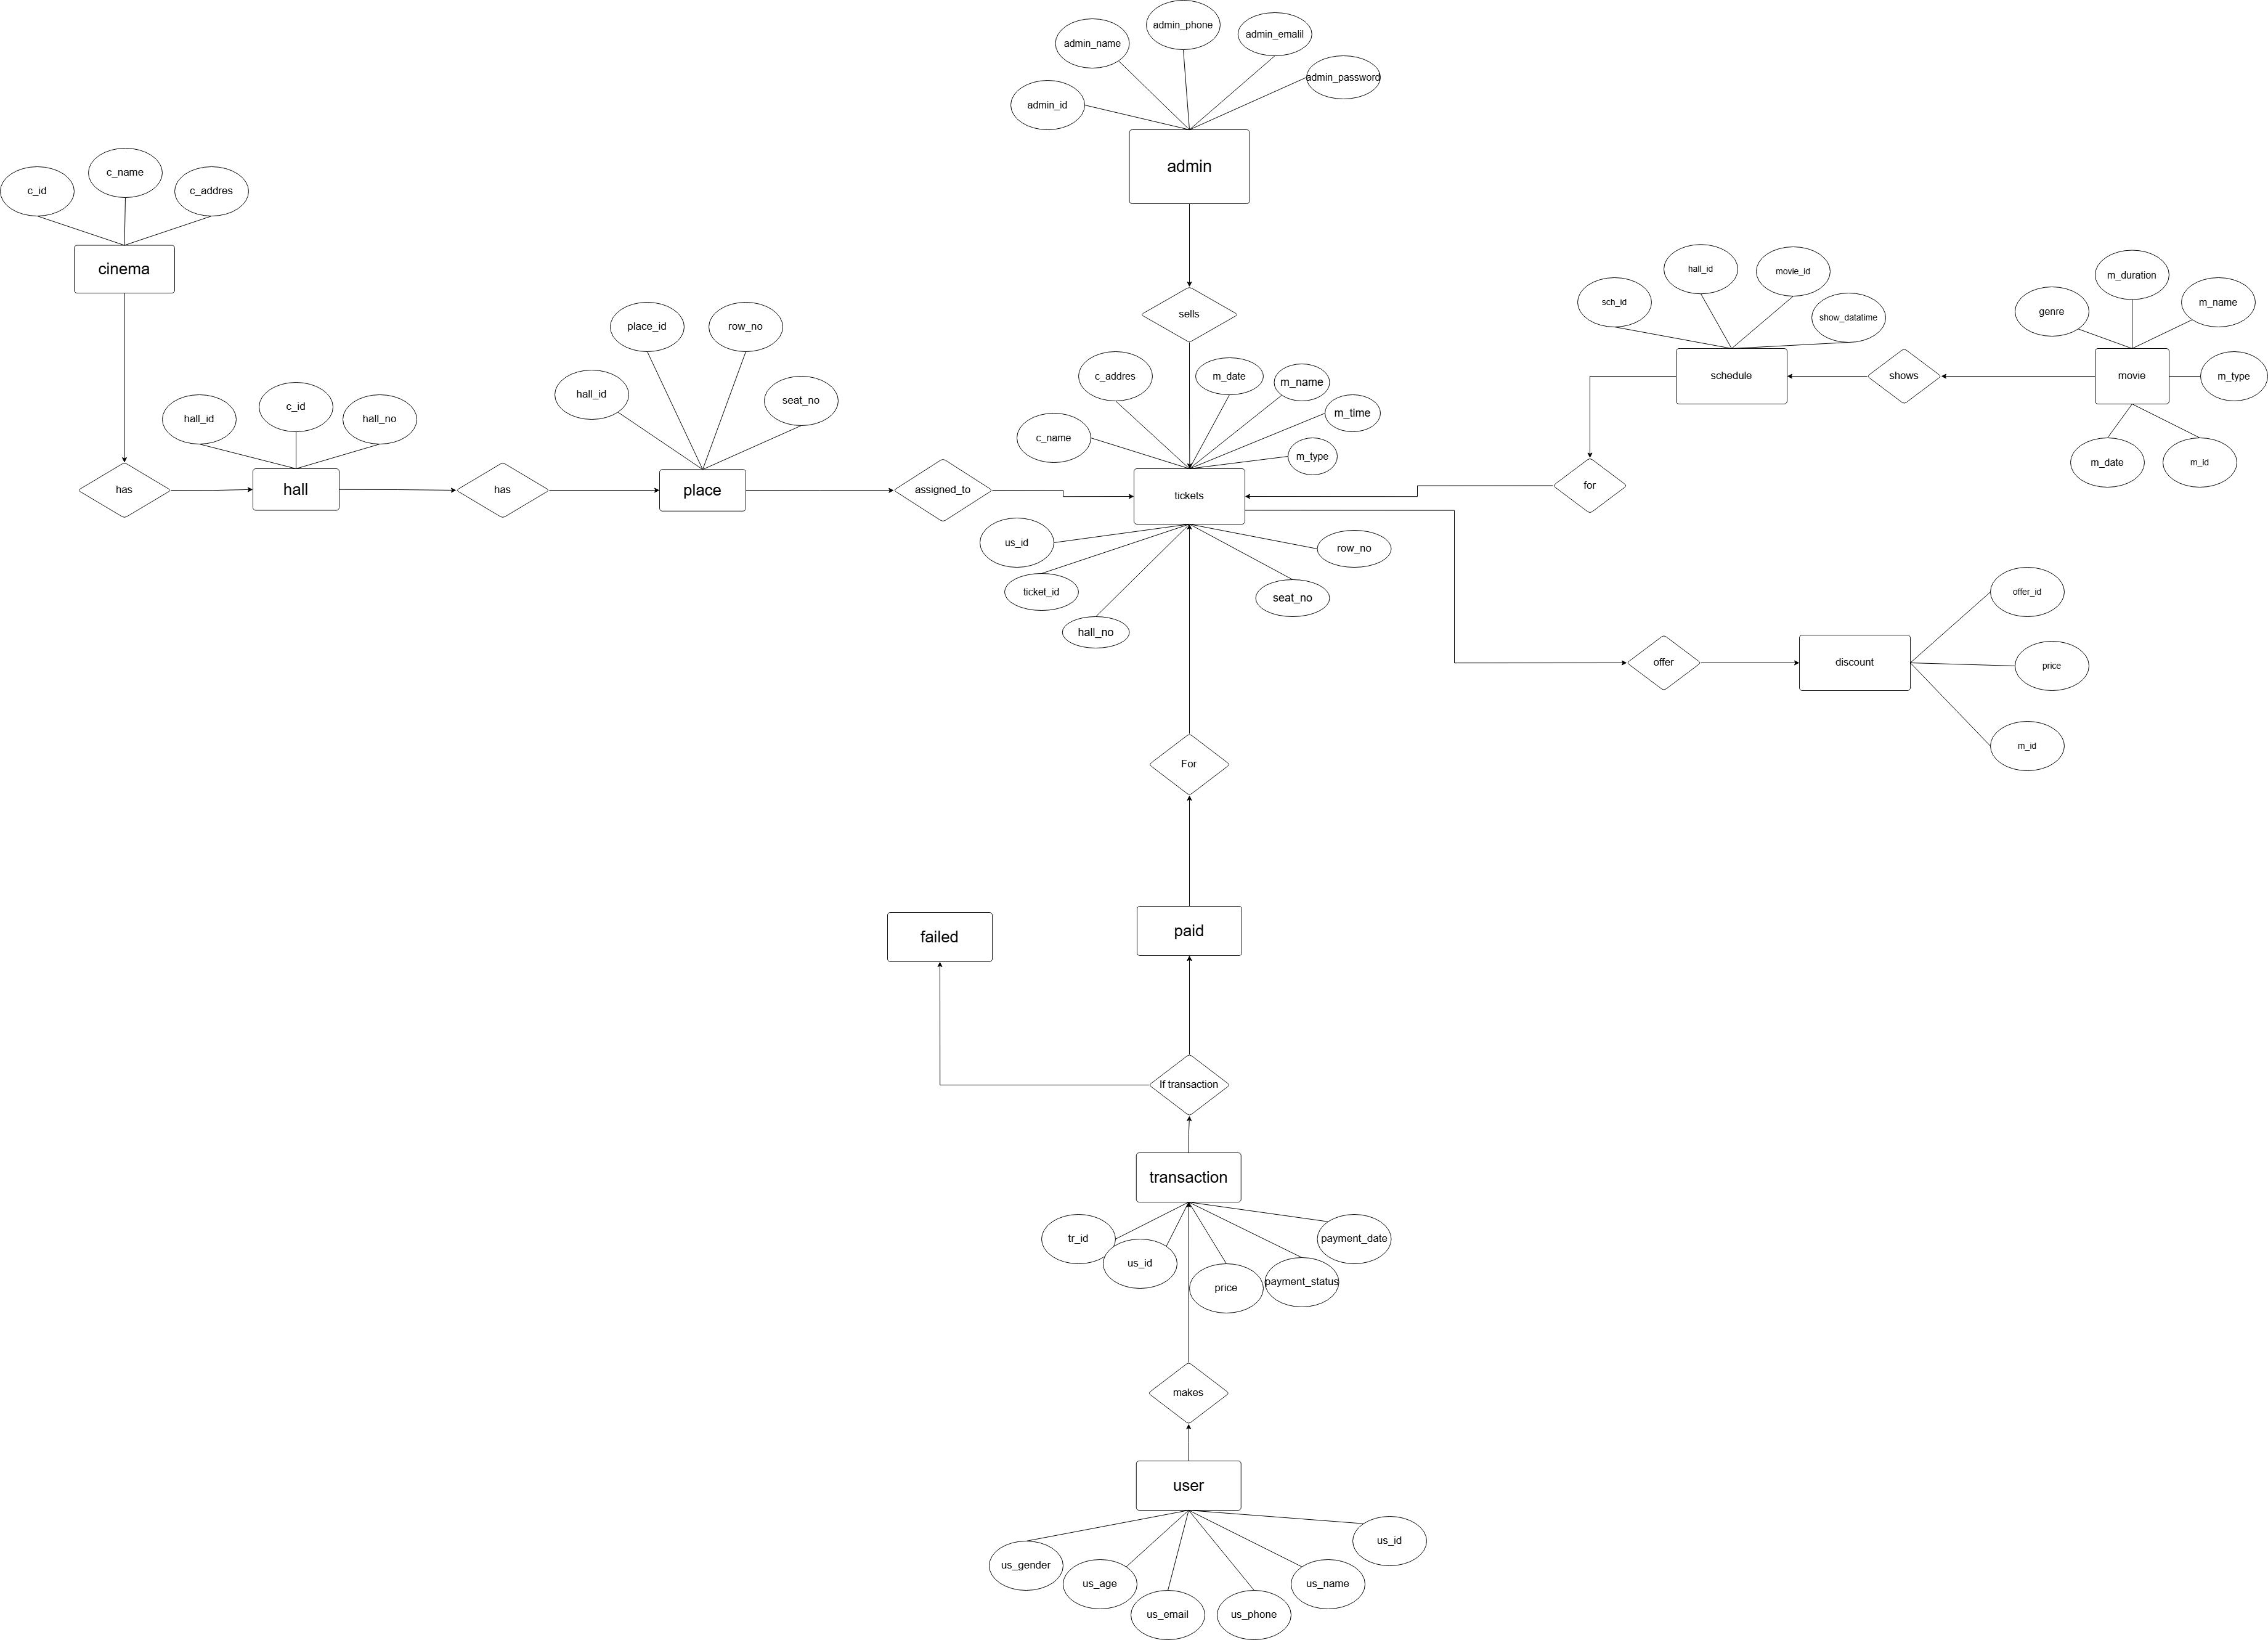 admin_phone
admin_emalil
admin_name
admin_password
admin_id
admin
c_name
c_id
c_addres
cinema
sells
hall_id
movie_id
sch_id
show_datatime
m_duration
m_name
genre
schedule
shows
movie
m_type
m_date
m_id
place_id
row_no
hall_id
seat_no
c_addres
m_date
m_name
m_time
c_name
m_type
hall_id
c_id
hall_no
has
hall
has
place
assigned_to
tickets
for
us_id
row_no
ticket_id
seat_no
hall_no
offer_id
offer
discount
price
m_id
For
failed
paid
If transaction
transaction
tr_id
us_id
price
payment_status
payment_date
makes
user
us_id
us_gender
us_age
us_name
us_email
us_phone